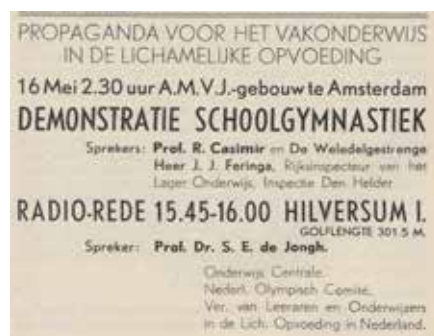 PROPAGANDA VOOR HET VAKONDERWIJS
IN DE LICHAMELIJKE OPVOEDING
16 Mei 2.30 uur A.M.V.J.-gebouw te Amsterdam
DEMONSTRATIE SCHOOLGYMNASTIEK
Sprekers: Prof. R. Casimir en De Weledelgestrenge
Heer J. J. Feringa, Rijksinspecteur van het
Lager Onderwijs, Inspectie Den Helder
RADIO-REDE 15.45-16.00 HILVERSUM I.
GOLFLENGTE 301.5 M.
Spreker: Prof. Dr. S. E. de Jongh.
Onderwijs Centrale.
Nederl. Olympisch Comité.
Ver. van Leeraren en Onderwijzers
in de Lich. Opvoeding in Nederland.